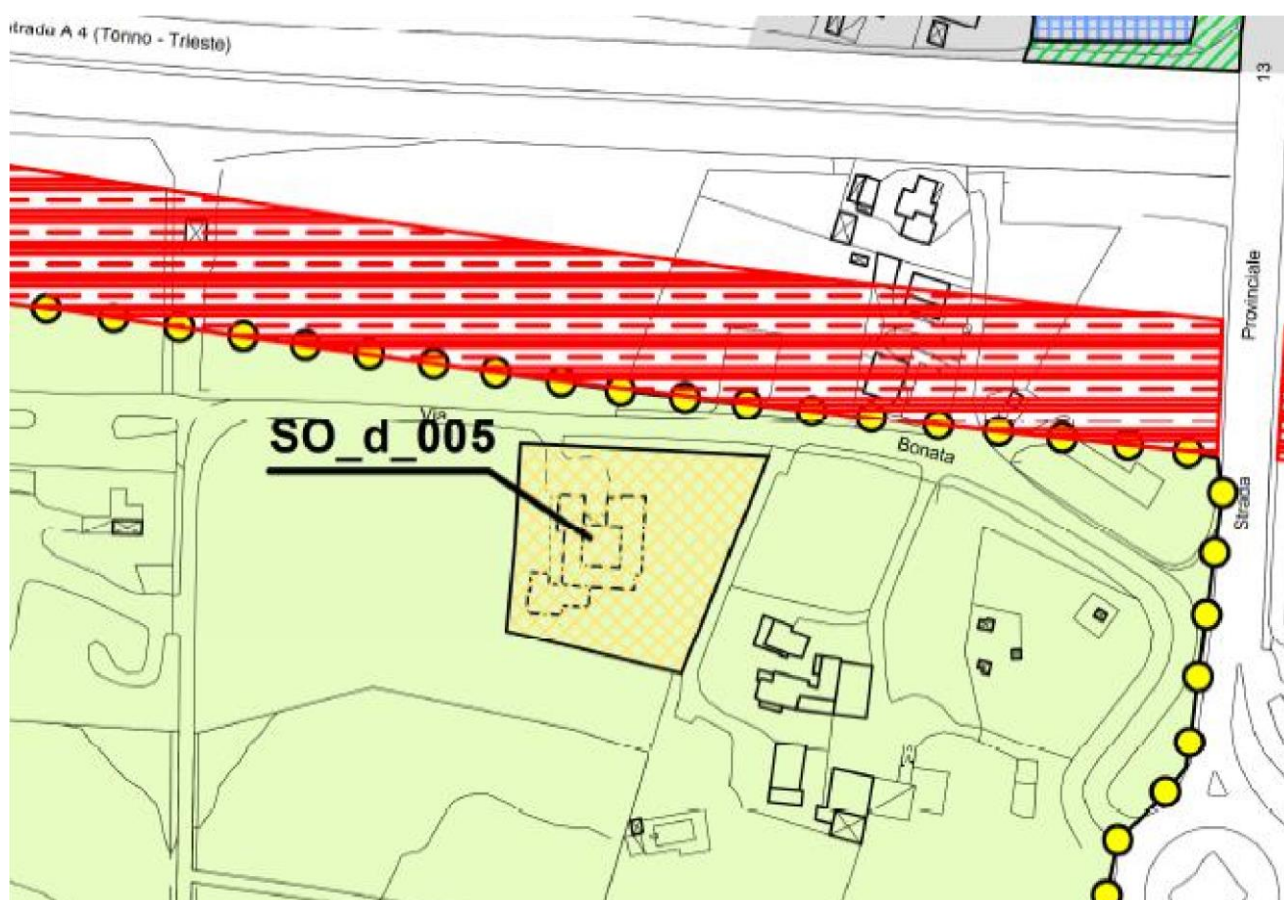 trada A 4 (Torino - Trieste)
13
Provinciale
Via
SO_d_005
Bonata
Strada